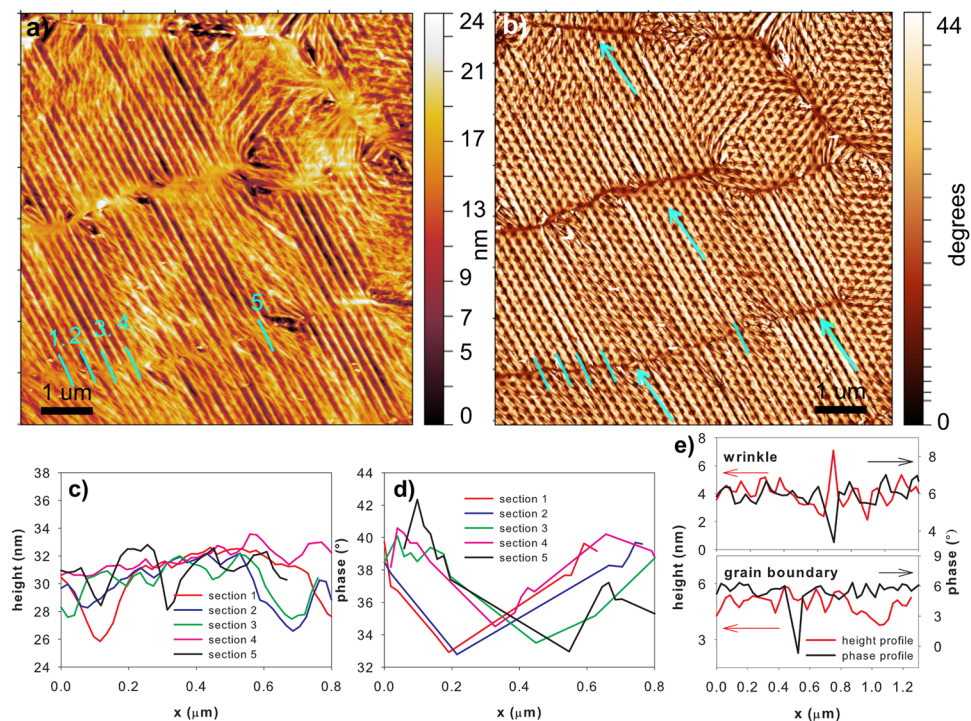 a)
24
21
17
13
nm
9
7
5
0
1.
2.
3.
4.
5.
1 um
b)
44
degrees
0
1 um
c)
height (nm)
38
36
34
32
30
28
26
24
section 1
section 2
section 3
section 4
section 5
0.0 0.2 0.4 0.6 0.8
x (μm)
d)
phase (°)
44
42
40
38
36
34
32
section 1
section 2
section 3
section 4
section 5
0.0 0.2 0.4 0.6 0.8
x (μm)
e)
wrinkle
height (nm)
8
6
4
2
0
8
6
4
phase (°)
grain boundary
height (nm)
6
3
9
6
3
0
phase (°)
height profile
phase profile
0.0 0.3 0.6 0.9 1.2
x (μm)